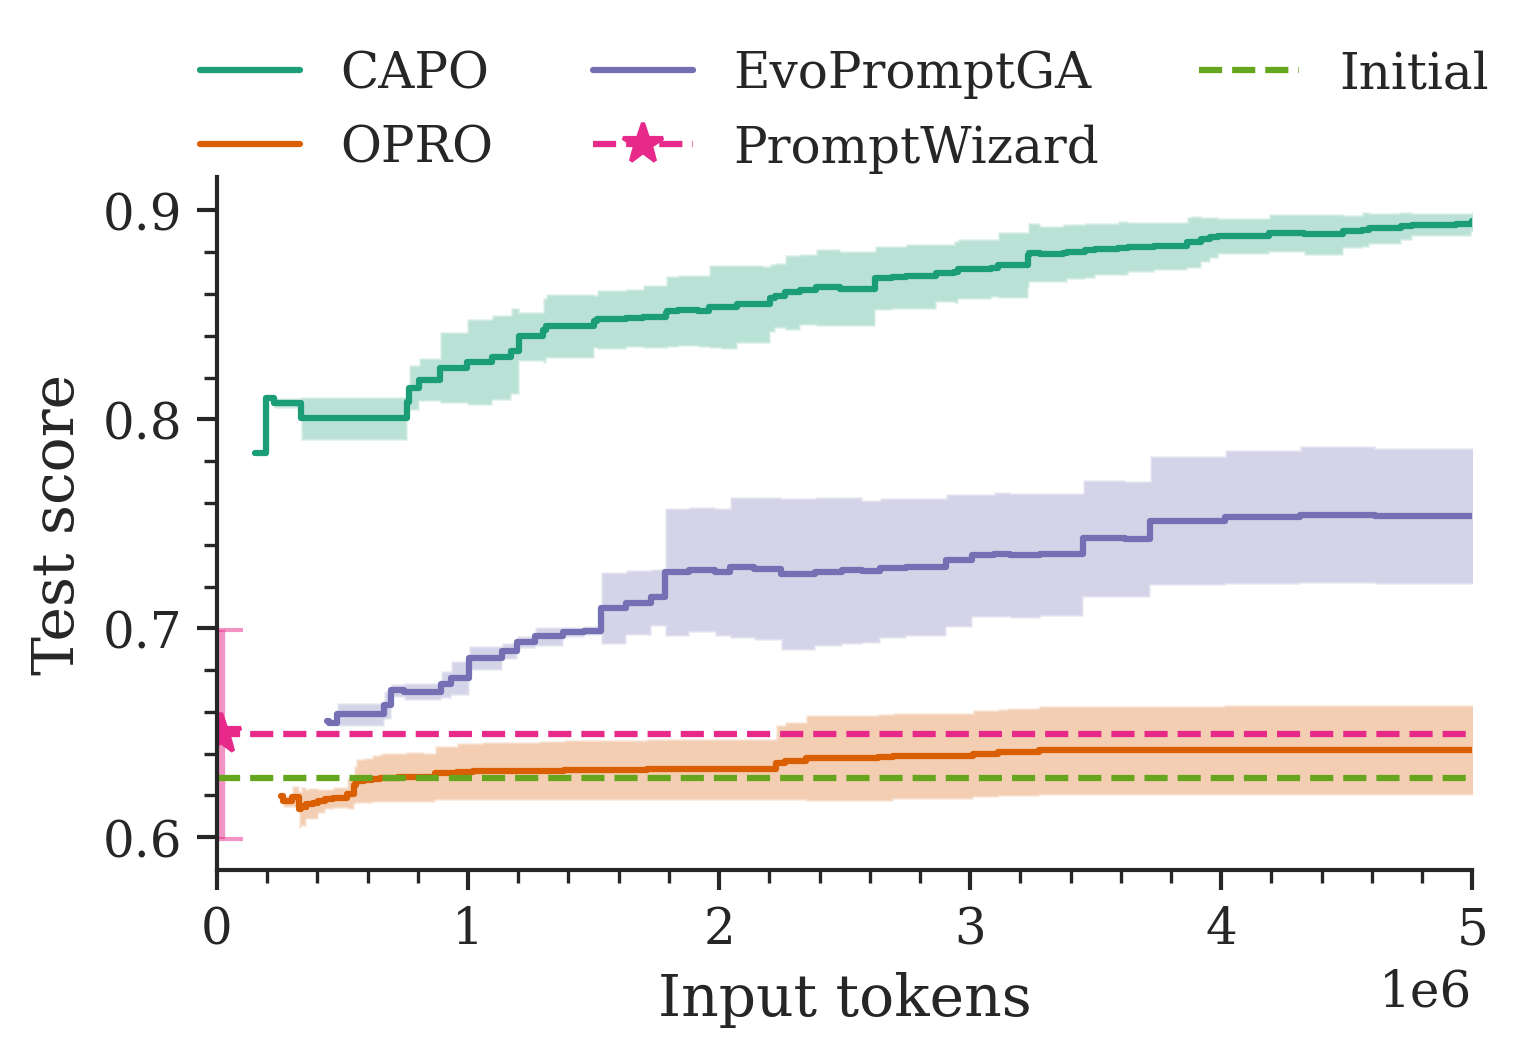 CAPO EvoPromptGA Initial
OPRO PromptWizard
0.9
0.8
0.7
0.6
Test score
0 1 2 3 4 5
1e6
Input tokens